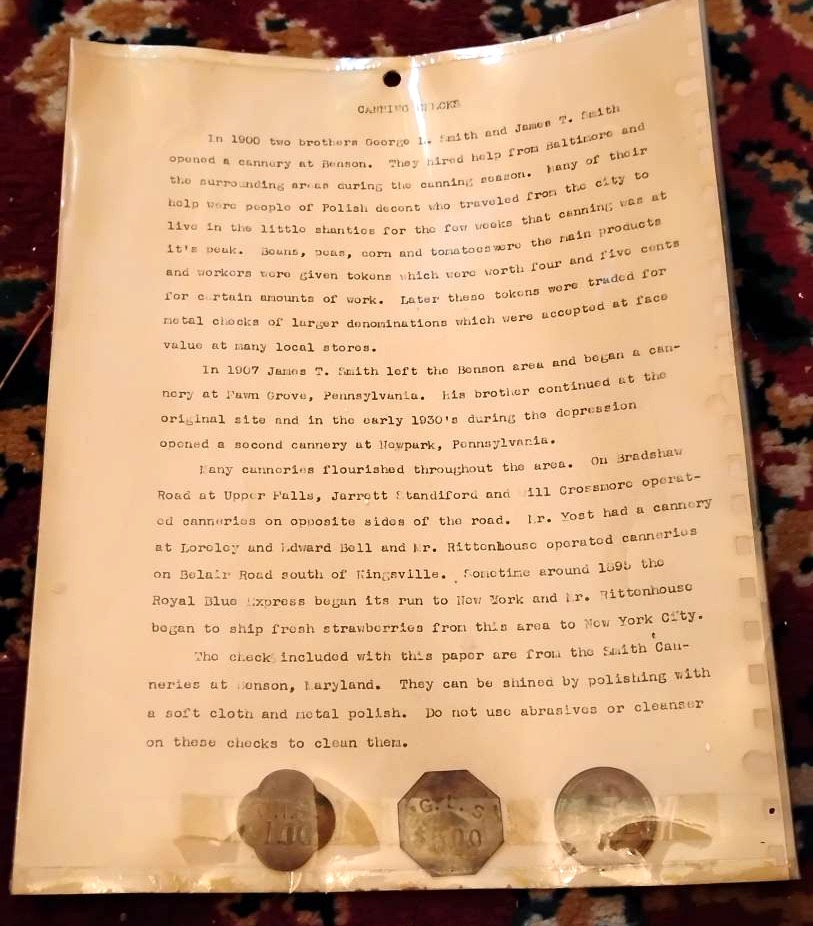 CANNING CHECKS
In 1900 two brothers George L. Smith and James T. Smith
opened a cannery at Benson. They hired help from Baltimore and
the surrounding areas during the canning season. Many of their
help were people of Polish decent who traveled from the city to
live in the little shanties for the few weeks that canning was at
it's peak. Beans, peas, corn and tomatoes were the main products
and workers were given tokens which were worth four and five cents
for certain amounts of work. Later these tokens were traded for
metal checks of larger denominations which were accepted at face
value at many local stores.
In 1907 James T. Smith left the Benson area and began a can-
nery at Fawn Grove, Pennsylvania. His brother continued at the
original site and in the early 1930's during the depression
opened a second cannery at Newpark, Pennsylvania.
Many canneries flourished throughout the area. On Bradshaw
Road at Upper Falls, Jarrett Standiford and Will Crossmore operat-
ed canneries on opposite sides of the road. Mr. Yost had a cannery
at Loreley and Edward Bell and Mr. Rittenhouse operated canneries
on Belair Road south of Kingsville. Sometime around 1895 the
Royal Blue Express began its run to New York and Mr. Rittenhouse
began to ship fresh strawberries from this area to New York City.
The check included with this paper are from the Smith Can-
neries at Benson, Maryland. They can be shined by polishing with
a soft cloth and metal polish. Do not use abrasives or cleanser
on these checks to clean them.
1.00
G.L.S
$5.00